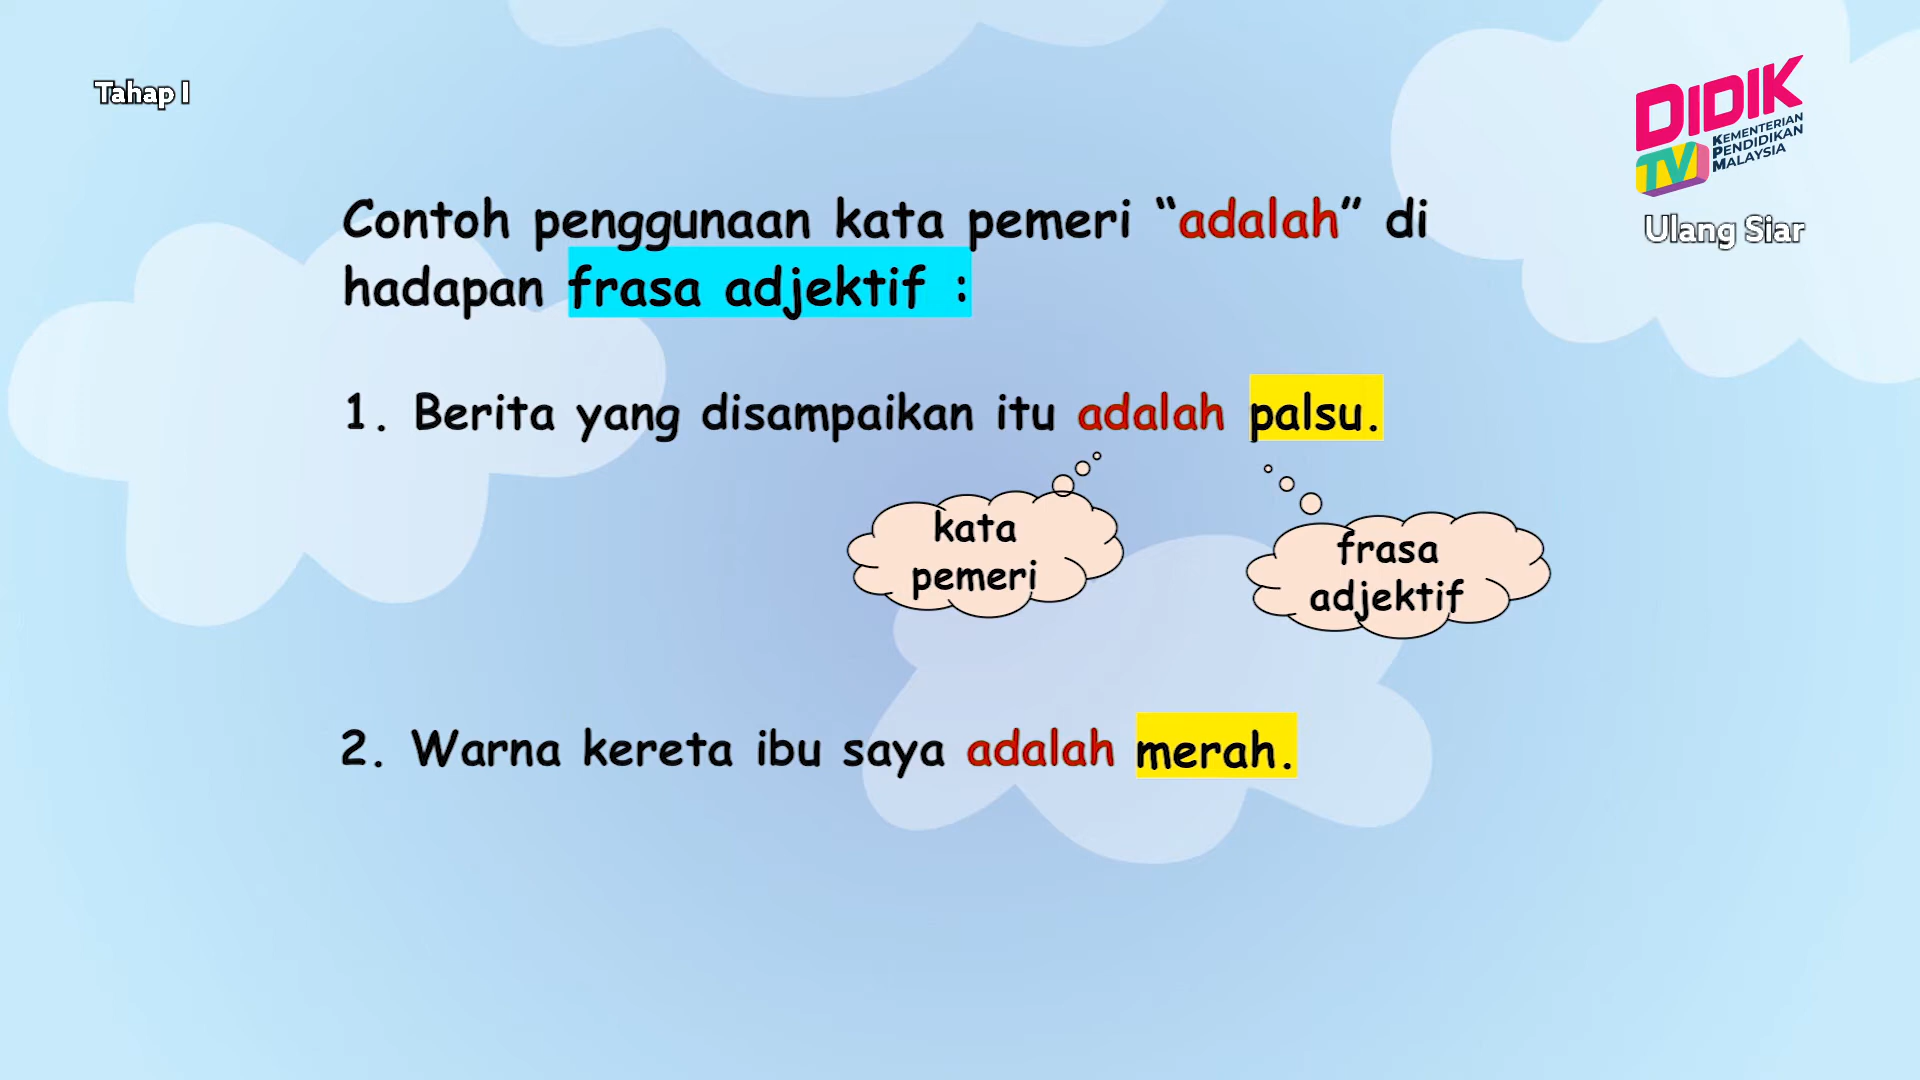 Tahap I
DIDIK
TV
KEMENTERIAN
PENDIDIKAN
MALAYSIA
Ulang Siar
Contoh penggunaan kata pemeri “adalah” di
hadapan frasa adjektif :
1. Berita yang disampaikan itu adalah palsu.
kata
pemeri
frasa
adjektif
2. Warna kereta ibu saya adalah merah.